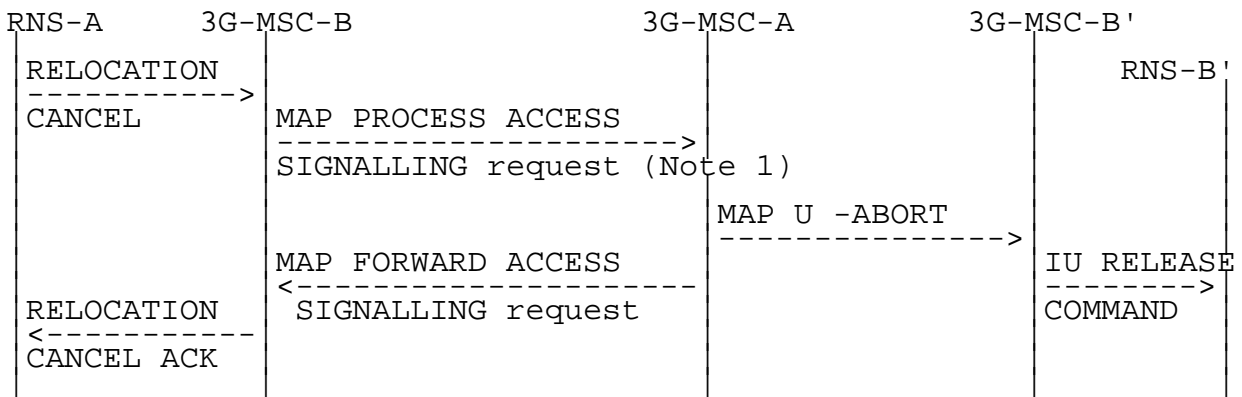 RNS-A 3G-MSC-B 3G-MSC-A 3G-MSC-B'
RELOCATION RNS-B'
CANCEL MAP PROCESS ACCESS
SIGNALLING request (Note 1)
MAP U -ABORT
MAP FORWARD ACCESS IU RELEASE
RELOCATION SIGNALLING request COMMAND
CANCEL ACK